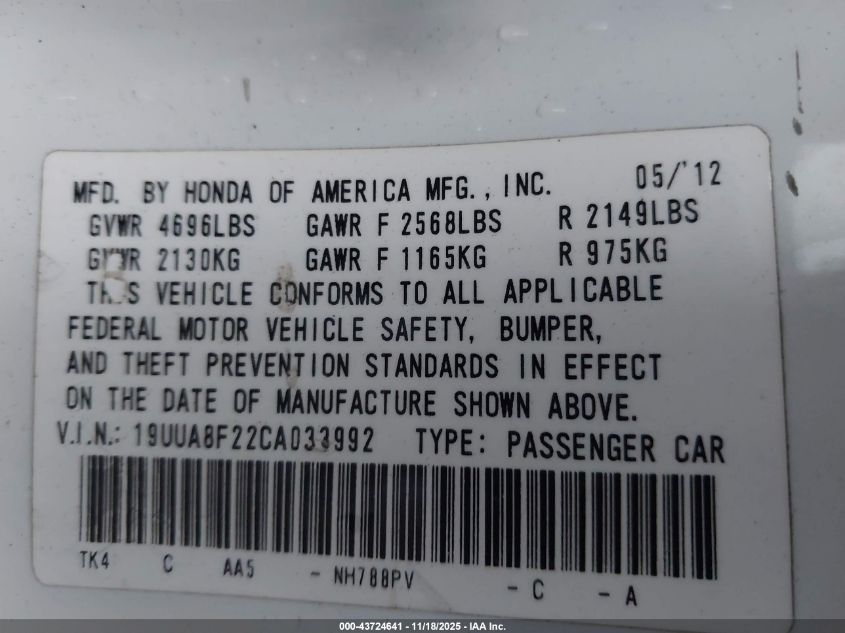 MFD. BY HONDA OF AMERICA MFG., INC. 05/'12
GVWR 4696LBS GAWR F 2568LBS R 2149LBS
GVWR 2130KG GAWR F 1165KG R 975KG
THIS VEHICLE CONFORMS TO ALL APPLICABLE
FEDERAL MOTOR VEHICLE SAFETY, BUMPER,
AND THEFT PREVENTION STANDARDS IN EFFECT
ON THE DATE OF MANUFACTURE SHOWN ABOVE.
V.I.N.: 19UUA8F22CA033992 TYPE: PASSENGER CAR
TK4 C AA5 - NH788PV - C - A
000-43724641 - 11/18/2025 - IAA Inc.